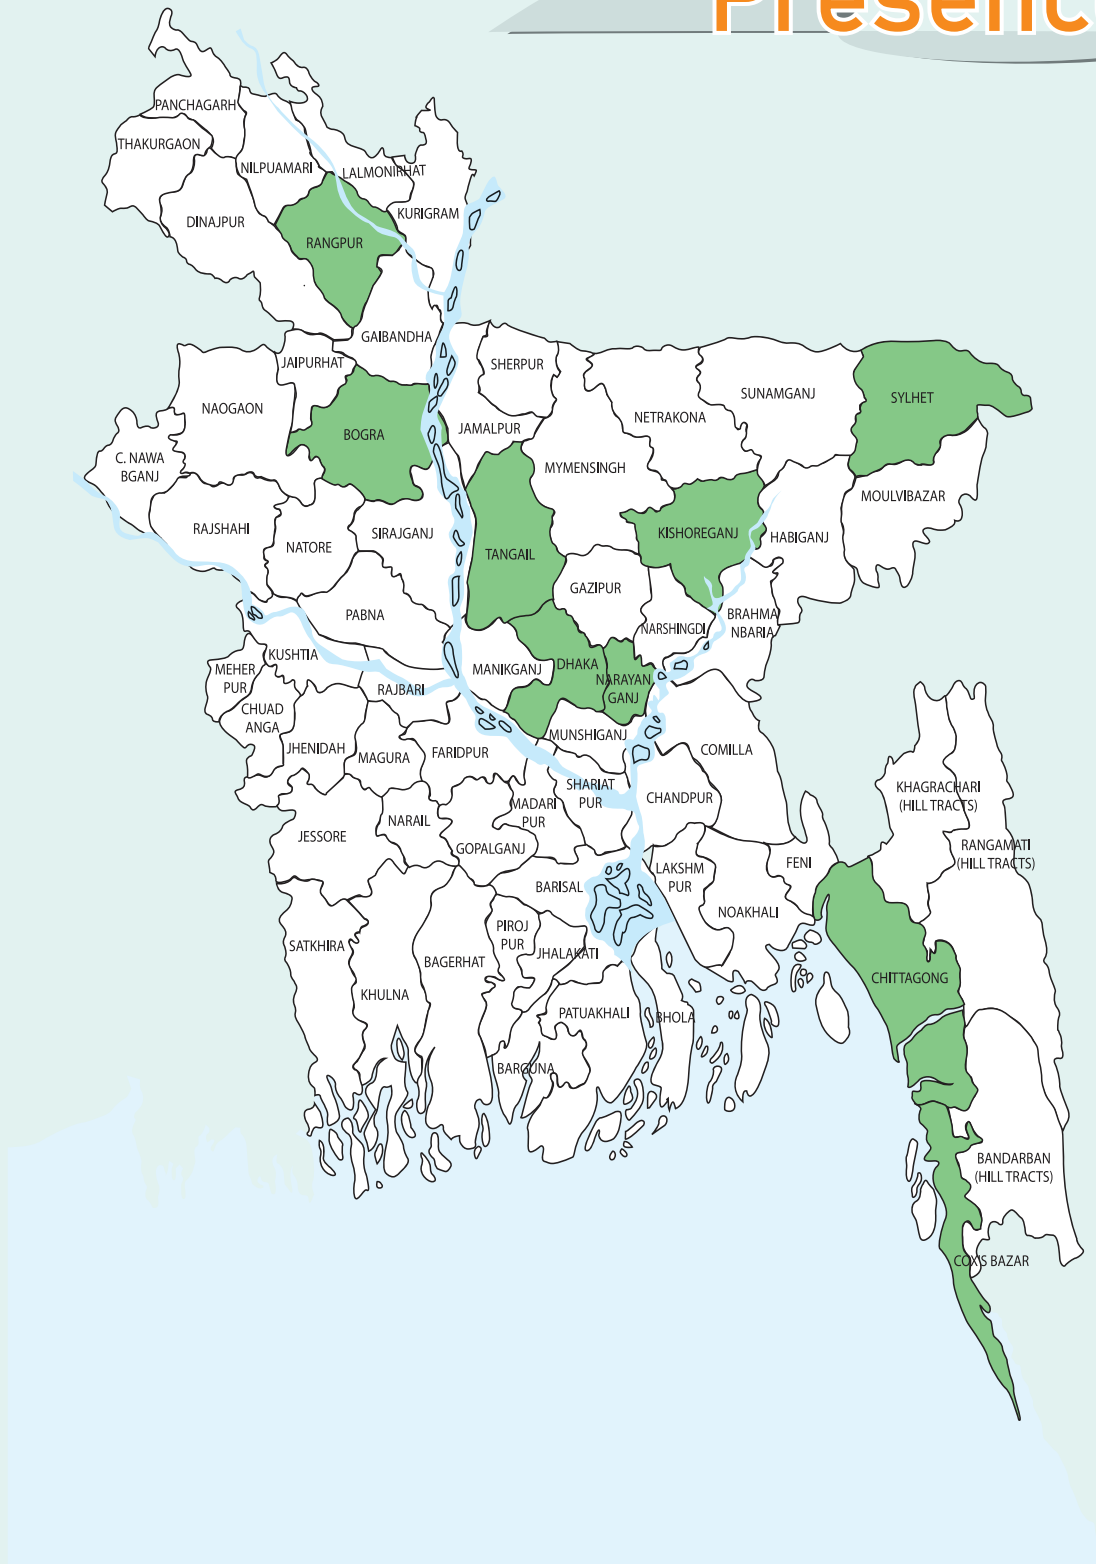 Presenc
PANCHAGARH
THAKURGAON
NILPUAMARI
LALMONIRHAT
DINAJPUR
KURIGRAM
RANGPUR
GAIBANDHA
JAIPURHAT
SHERPUR
SUNAMGANJ
SYLHET
NAOGAON
NETRAKONA
BOGRA
JAMALPUR
C. NAWA
BGANJ
MYMENSINGH
MOULVIBAZAR
RAJSHAHI
SIRAJGANJ
KISHOREGANJ
HABIGANJ
NATORE
TANGAIL
GAZIPUR
PABNA
NARSHINGDI
BRAHMA
NBARIA
KUSHTIA
MEHER
PUR
MANIKGANJ
DHAKA
NARAYAN
GANJ
RAJBARI
CHUAD
ANGA
MUNSHIGANJ
JHENIDAH
MAGURA
FARIDPUR
COMILLA
SHARIAT
PUR
CHANDPUR
KHAGRACHARI
(HILL TRACTS)
MADARI
PUR
NARAIL
JESSORE
GOPALGANJ
RANGAMATI
(HILL TRACTS)
FENI
LAKSHM
PUR
BARISAL
NOAKHALI
PIROJ
PUR
SATKHIRA
JHALAKATI
BAGERHAT
CHITTAGONG
KHULNA
PATUAKHALI
BHOLA
BARGUNA
BANDARBAN
(HILL TRACTS)
COX'S BAZAR